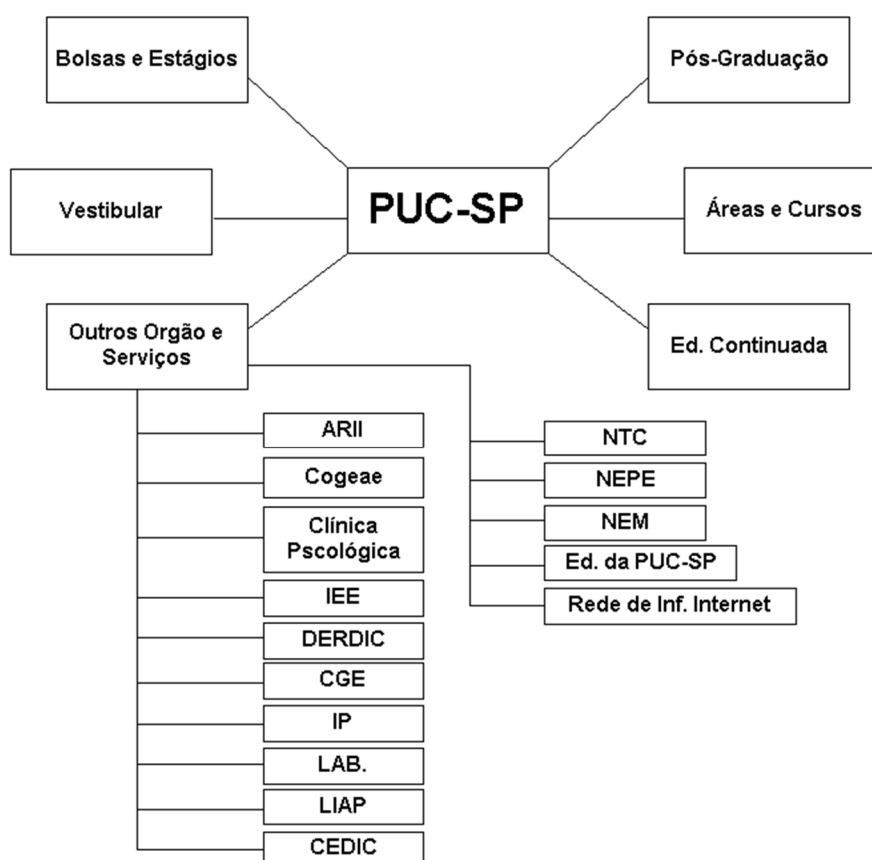 Bolsas e Estágios
Pós-Graduação
Vestibular
PUC-SP
Áreas e Cursos
Outros Orgão e
Serviços
Ed. Continuada
ARII
Cogeae
Clínica
Pscológica
IEE
DERDIC
CGE
IP
LAB.
LIAP
CEDIC
NTC
NEPE
NEM
Ed. da PUC-SP
Rede de Inf. Internet